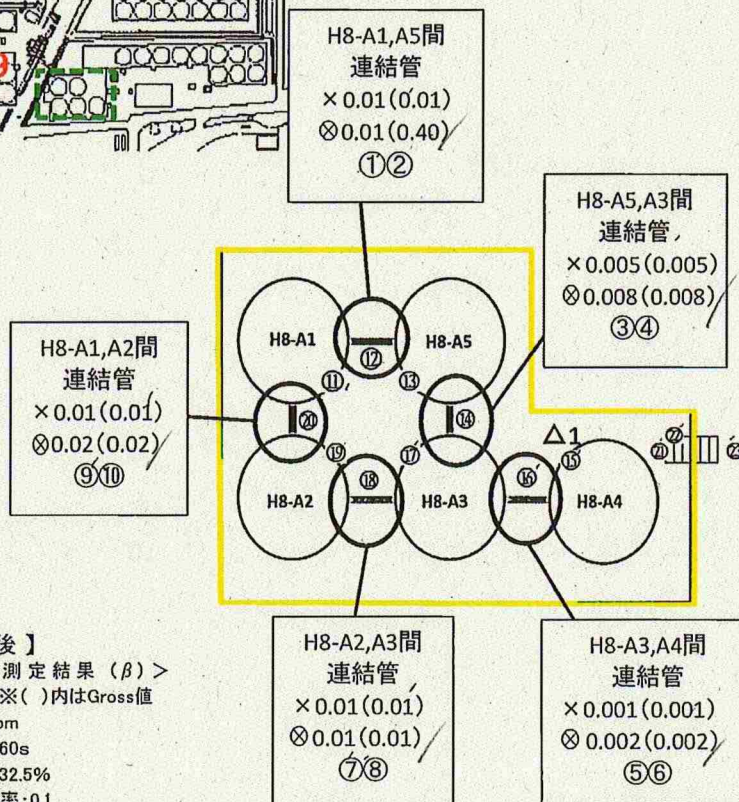 9
H8-A1,A5間
連結管
×0.01(0.01)
⊗0.01(0.40)
①②
H8-A5,A3間
連結管
×0.005(0.005)
⊗0.008(0.008)
③④
H8-A1,A2間
連結管
×0.01(0.01)
⊗0.02(0.02)
⑨⑩
H8-A1
⑫
H8-A5
⑪
⑬
⑳
⑭
⑲
⑱
⑰
△1
⑯
⑮
㉑
㉒
H8-A2
H8-A3
H8-A4
H8-A2,A3間
連結管
×0.01(0.01)
⊗0.01(0.01)
⑦⑧
H8-A3,A4間
連結管
×0.001(0.001)
⊗0.002(0.002)
⑤⑥
後】
測定結果(β)>
※( )内はGross値
60s
32.5%
率:0.1